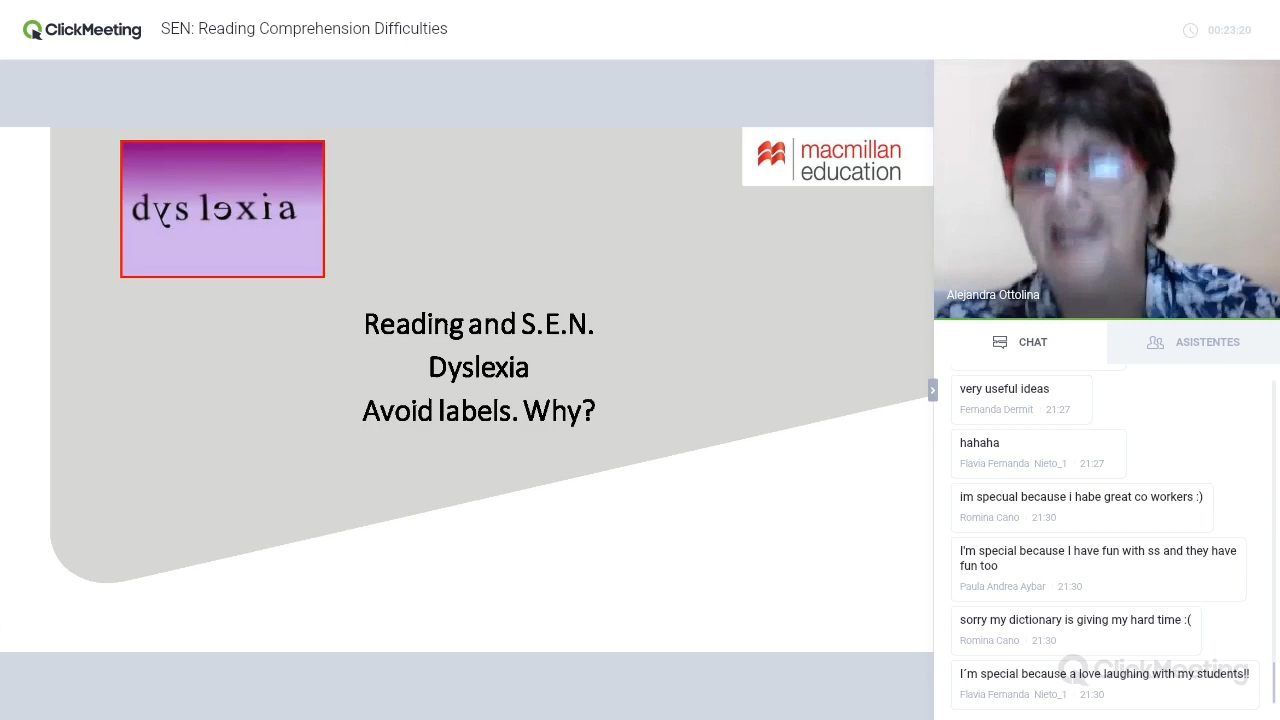 ClickMeeting
SEN: Reading Comprehension Difficulties
00:23:20
dyslexia
macmillan
education
Reading and S.E.N.
Dyslexia
Avoid labels. Why?
Alejandra Ottolina
CHAT
ASISTENTES
very useful ideas
Fernanda Dermit · 21:27
hahaha
Flavia Fernanda Nieto_1 · 21:27
im specual because i habe great co workers :)
Romina Cano · 21:30
I'm special because I have fun with ss and they have
fun too
Paula Andrea Aybar · 21:30
sorry my dictionary is giving my hard time :(
Romina Cano · 21:30
I´m special because a love laughing with my students!!
Flavia Fernanda Nieto_1 · 21:30
ClickMeeting